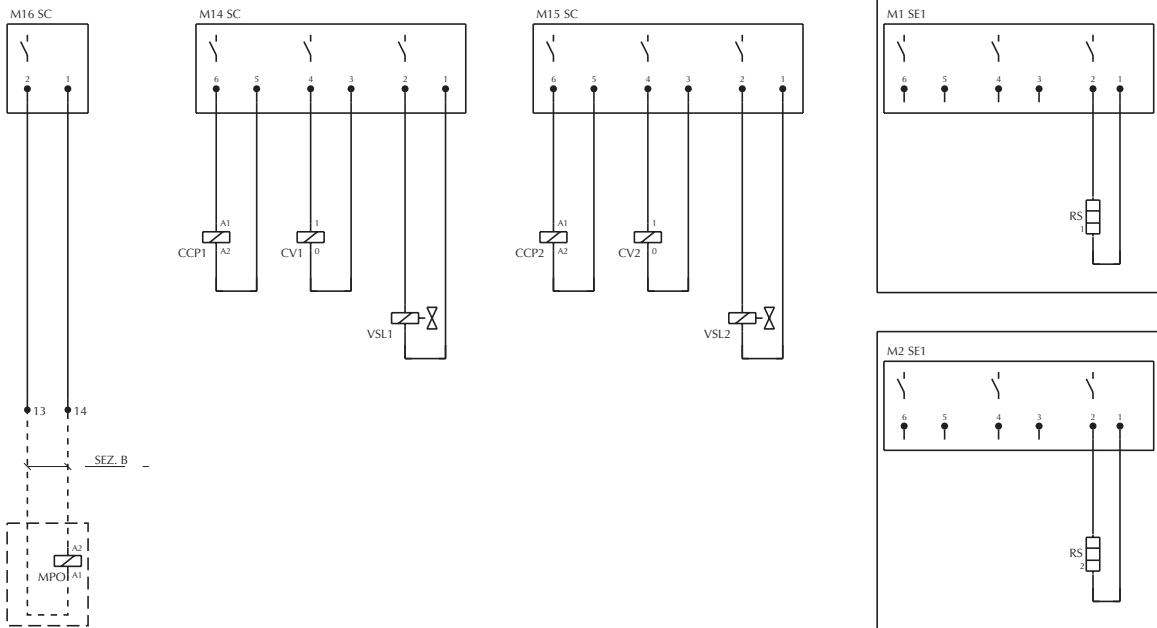 M16 SC
M14 SC
M15 SC
M1 SE1
2 1
6 5 4 3 2 1
6 5 4 3 2 1
6 5 4 3 2 1
A1
CCP1 A2
1
CV1 0
VSL1
A1
CCP2 A2
1
CV2 0
VSL2
RS
1
M2 SE1
6 5 4 3 2 1
13 14
SEZ. B
A2
MPO A1
RS
2